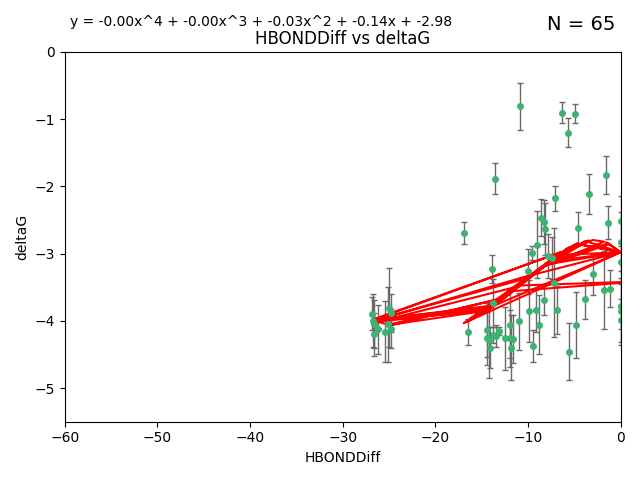 y = -0.00x^4 + -0.00x^3 + -0.03x^2 + -0.14x + -2.98
N = 65
HBONDDiff vs deltaG
0
−1
−2
−3
−4
−5
deltaG
−60 −50 −40 −30 −20 −10 0
HBONDDiff